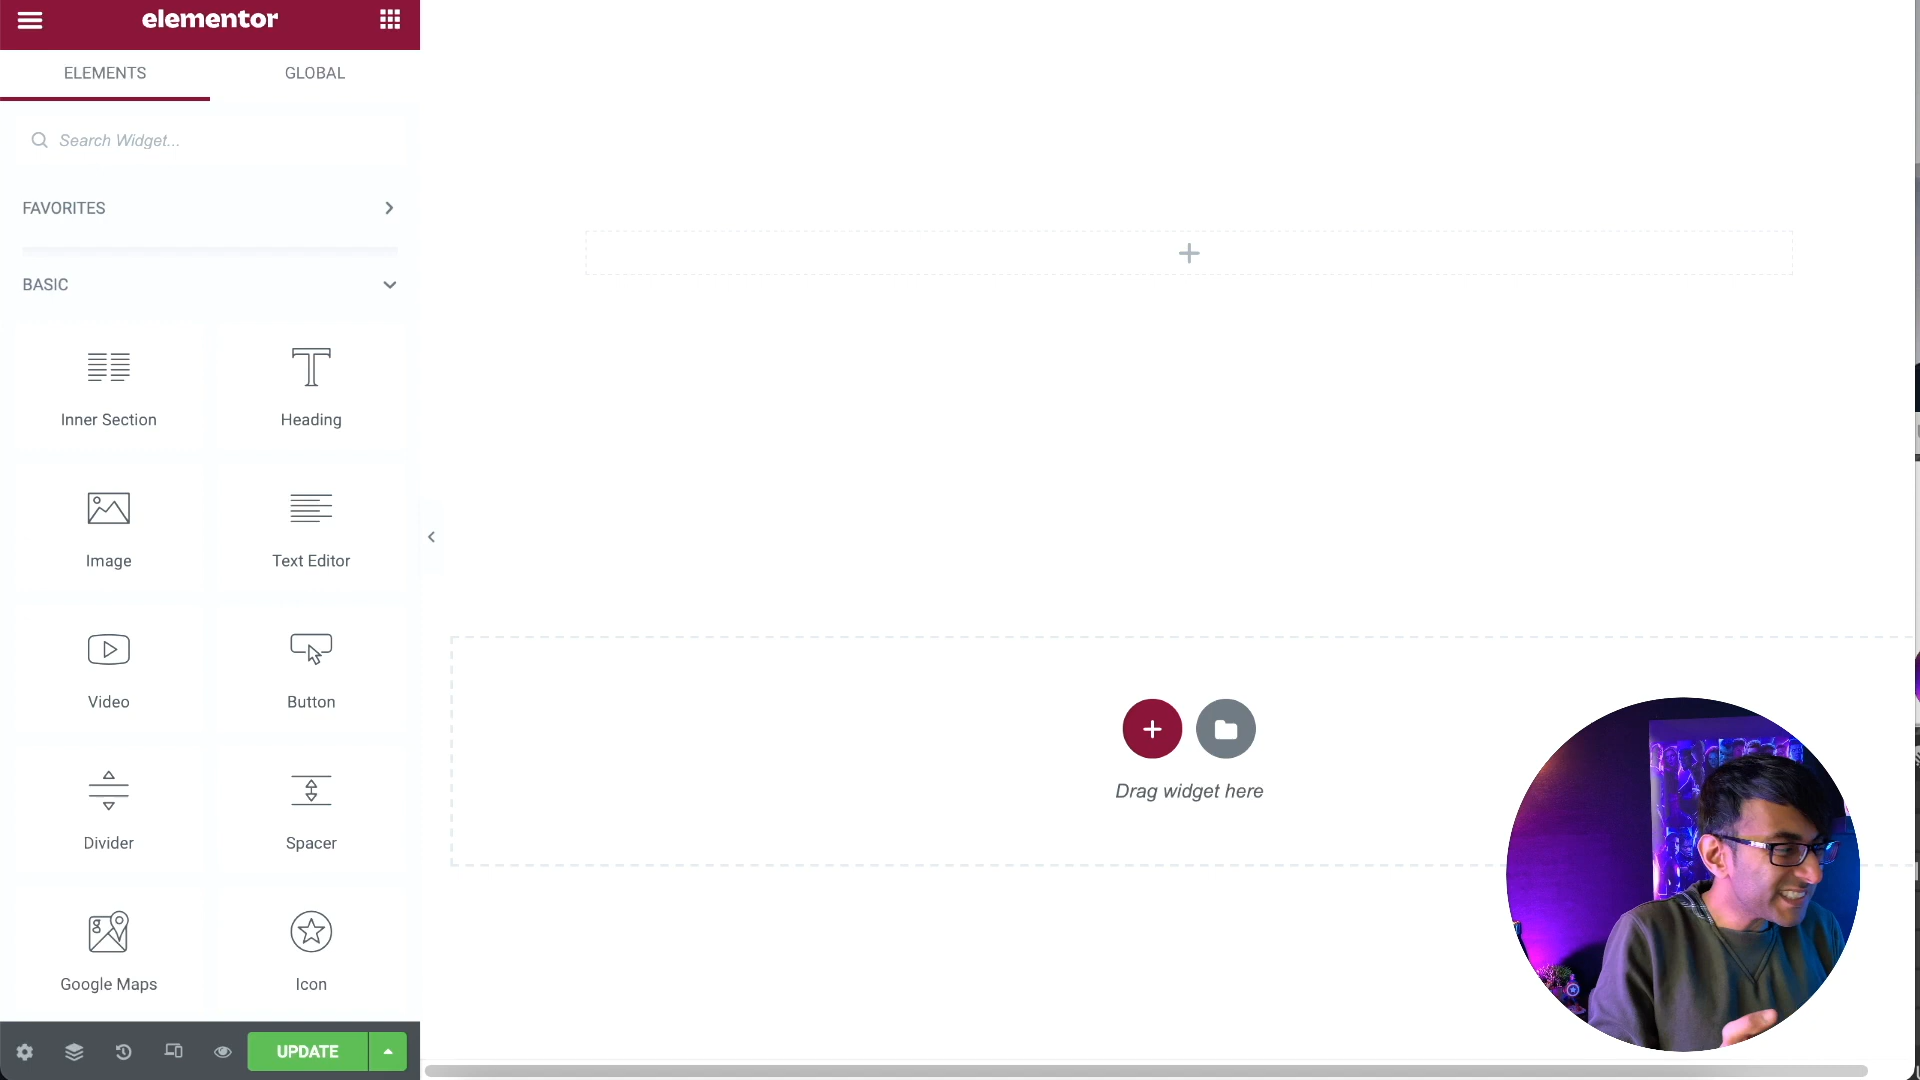 elementor
ELEMENTS GLOBAL
Search Widget...
FAVORITES
BASIC
Inner Section Heading
Image Text Editor
Video Button
Divider Spacer
Google Maps Icon
Drag widget here
UPDATE